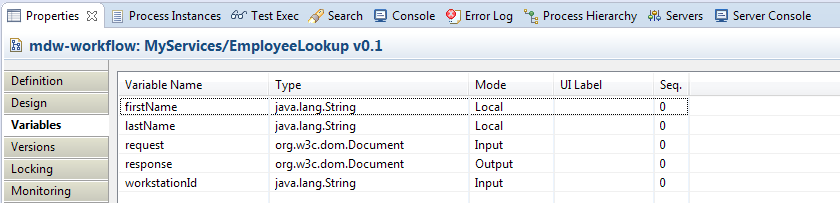 Properties Process Instances Test Exec Search Console Error Log Process Hierarchy Servers Server Console
mdw-workflow: MyServices/EmployeeLookup v0.1
Definition
Design
Variables
Versions
Locking
Monitoring
Variable Name Type Mode UI Label Seq.
firstName java.lang.String Local 0
lastName java.lang.String Local 0
request org.w3c.dom.Document Input 0
response org.w3c.dom.Document Output 0
workstationId java.lang.String Input 0